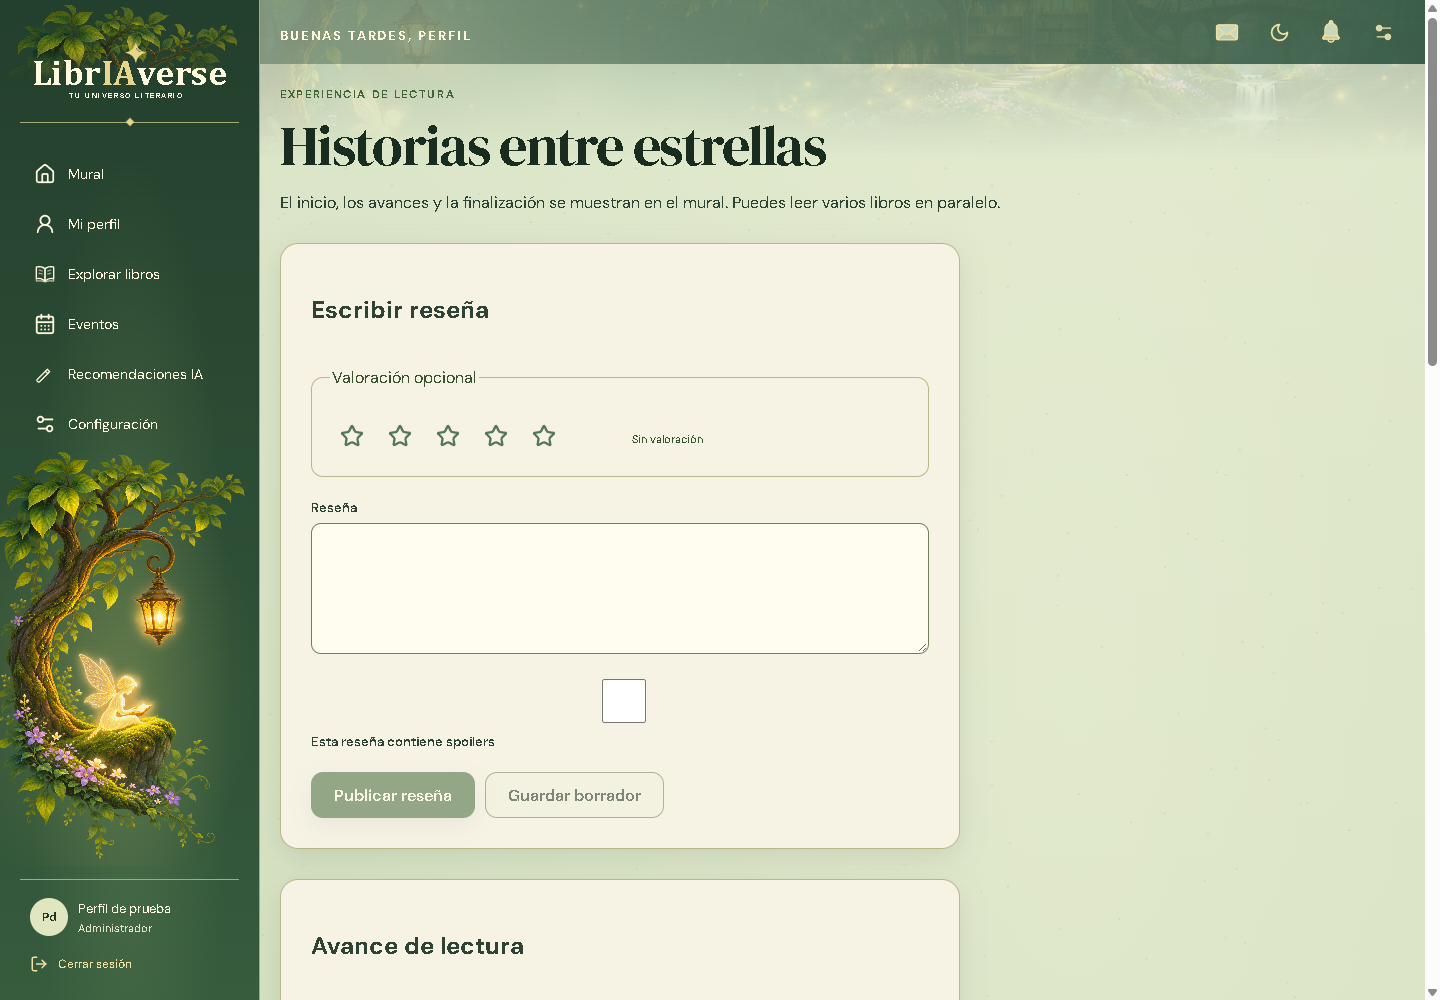 LibrIAverse
TU UNIVERSO LITERARIO
Mural
Mi perfil
Explorar libros
Eventos
Recomendaciones IA
Configuración
Pd
Perfil de prueba
Administrador
Cerrar sesión
BUENAS TARDES, PERFIL
EXPERIENCIA DE LECTURA
Historias entre estrellas
El inicio, los avances y la finalización se muestran en el mural. Puedes leer varios libros en paralelo.
Escribir reseña
Valoración opcional
Sin valoración
Reseña
Esta reseña contiene spoilers
Publicar reseña
Guardar borrador
Avance de lectura